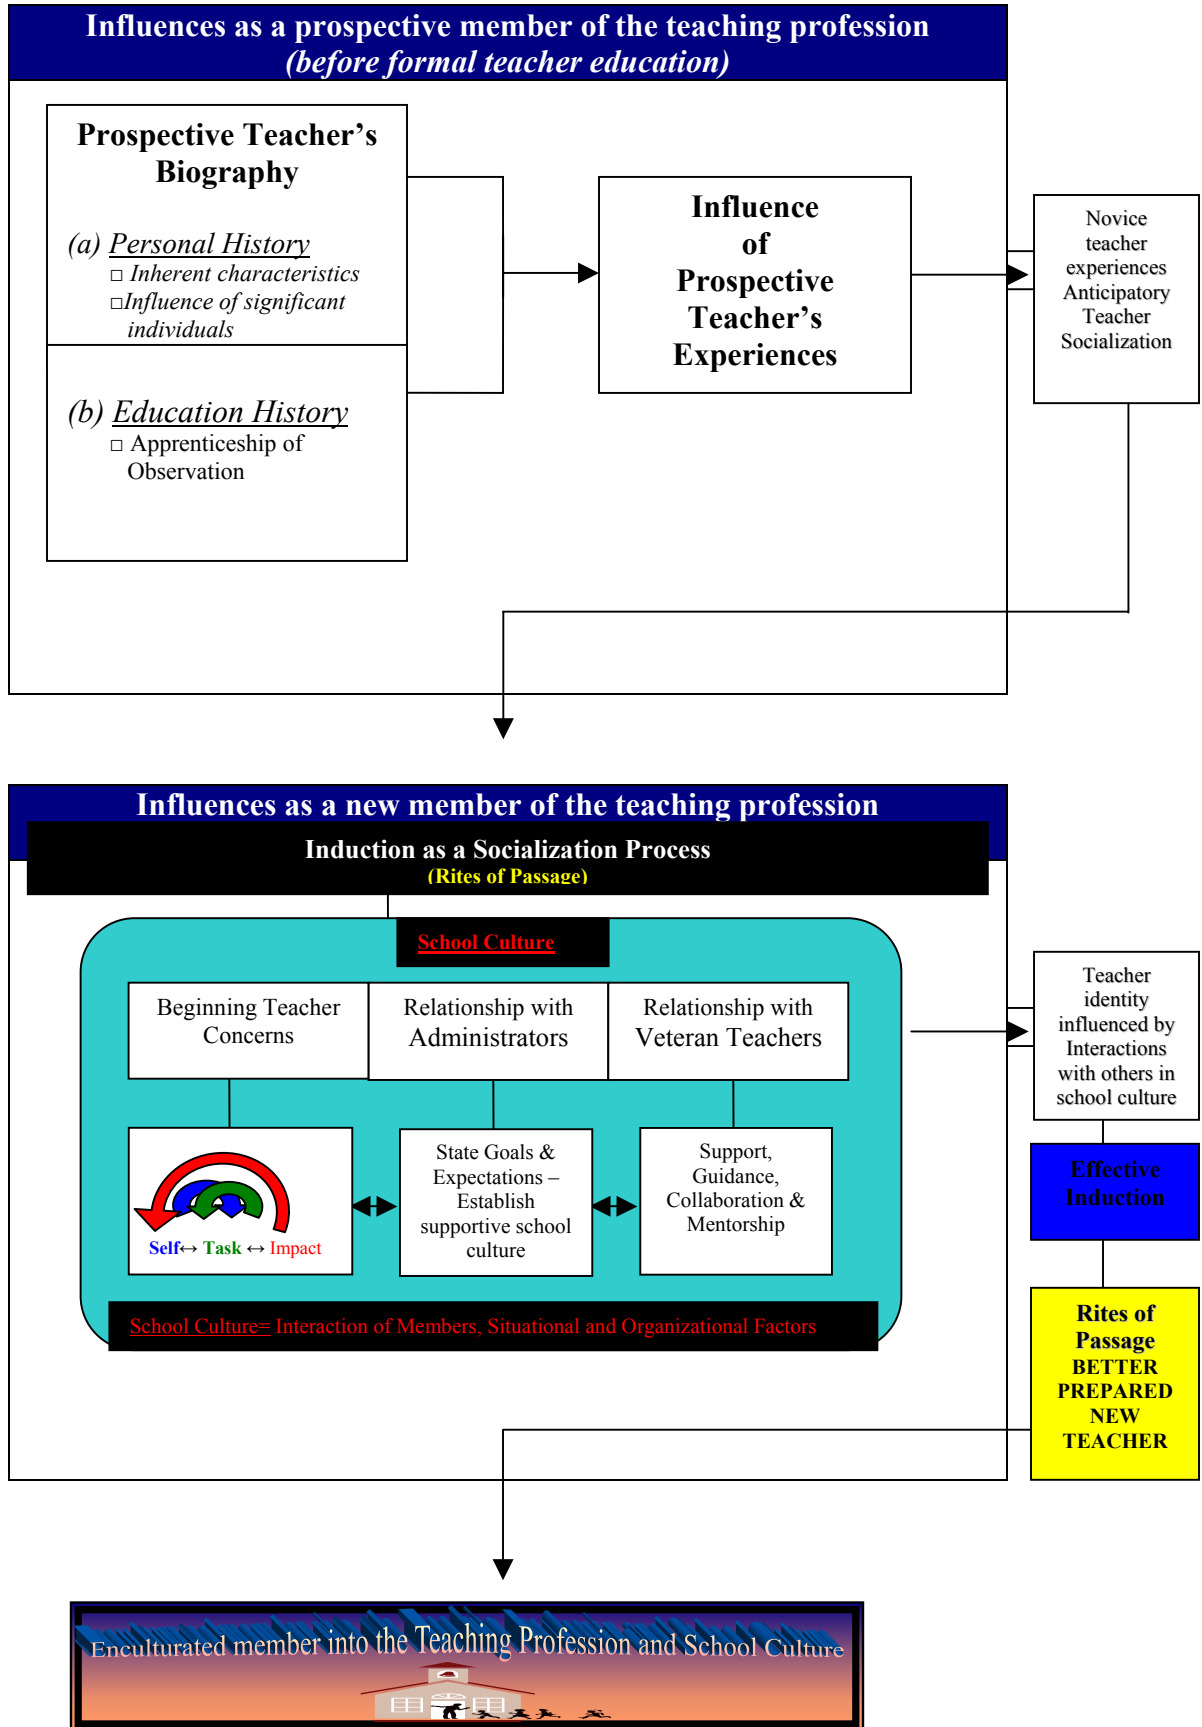 Influences as a prospective member of the teaching profession
(before formal teacher education)
Prospective Teacher’s
Biography
(a) Personal History
□ Inherent characteristics
□Influence of significant
individuals
(b) Education History
□ Apprenticeship of
Observation
Influence
of
Prospective
Teacher’s
Experiences
Novice
teacher
experiences
Anticipatory
Teacher
Socialization
Influences as a new member of the teaching profession
Induction as a Socialization Process
(Rites of Passage)
School Culture
Beginning Teacher
Concerns
Relationship with
Administrators
Relationship with
Veteran Teachers
Self↔ Task ↔ Impact
State Goals &
Expectations –
Establish
supportive school
culture
Support,
Guidance,
Collaboration &
Mentorship
School Culture= Interaction of Members, Situational and Organizational Factors
Teacher
identity
influenced by
Interactions
with others in
school culture
Effective
Induction
Rites of
Passage
BETTER
PREPARED
NEW
TEACHER
Enculturated member into the Teaching Profession and School Culture